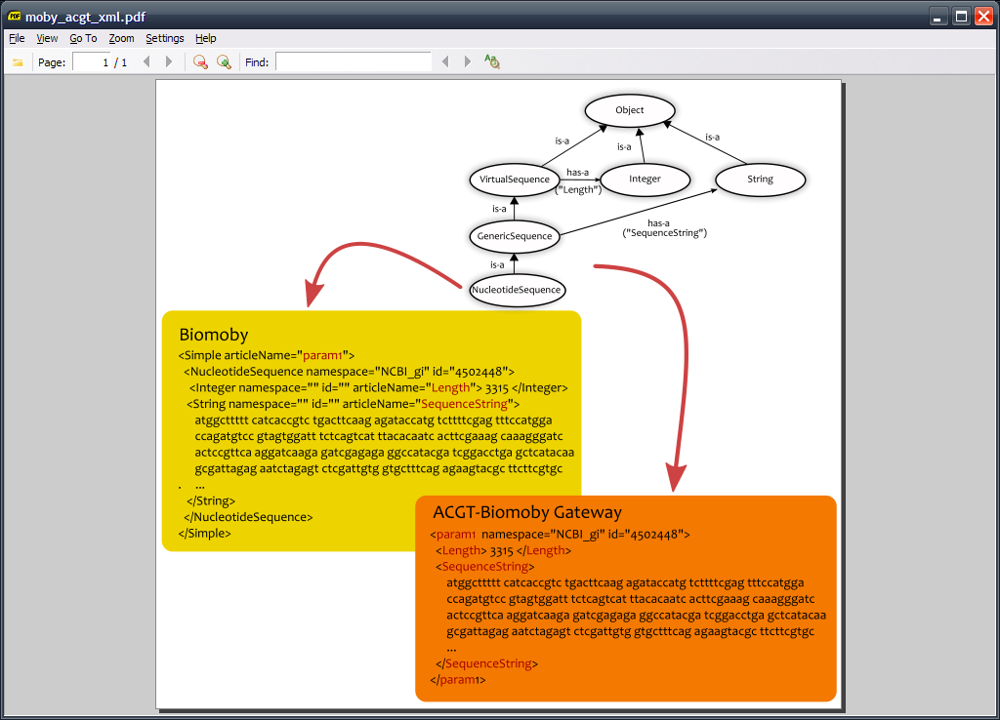 moby_acgt_xml.pdf
File View Go To Zoom Settings Help
Page: 1 / 1 Find:
Object
is-a
is-a
is-a
VirtualSequence
has-a
("Length")
Integer
String
is-a
has-a
("SequenceString")
GenericSequence
is-a
NucleotideSequence
Biomoby
<Simple articleName="param1">
<NucleotideSequence namespace="NCBI_gi" id="4502448">
<Integer namespace="" id="" articleName="Length"> 3315 </Integer>
<String namespace="" id="" articleName="SequenceString">
atggcttttt catcaccgtc tgacttcaag agataccatg tcttttcgag tttccatgga
ccagatgtcc gtagtggatt tctcagtcat ttacacaatc acttcgaaag caaagggatc
actccgttca aggatcaaga gatcgagaga ggccatacga tcggacctga gctcatacaa
gcgattagag aatctagagt ctcgattgtg gtgctttcag agaagtacgc ttcttcgtgc
. ...
</String>
</NucleotideSequence>
</Simple>
ACGT-Biomoby Gateway
<param1 namespace="NCBI_gi" id="4502448">
<Length> 3315 </Length>
<SequenceString>
atggcttttt catcaccgtc tgacttcaag agataccatg tcttttcgag tttccatgga
ccagatgtcc gtagtggatt tctcagtcat ttacacaatc acttcgaaag caaagggatc
actccgttca aggatcaaga gatcgagaga ggccatacga tcggacctga gctcatacaa
gcgattagag aatctagagt ctcgattgtg gtgctttcag agaagtacgc ttcttcgtgc
...
</SequenceString>
</param1>